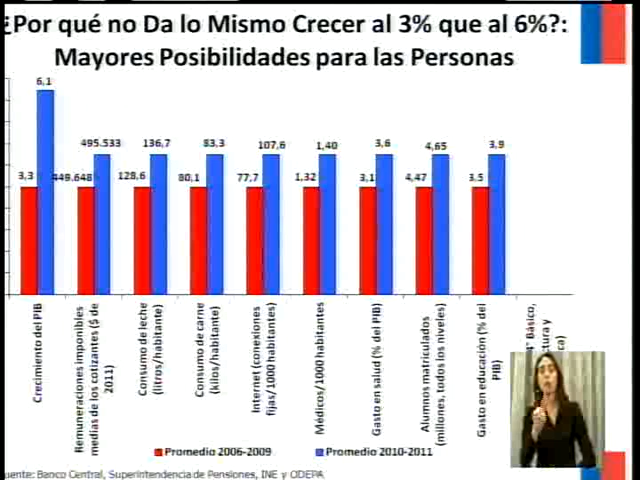 ¿Por qué no Da lo Mismo Crecer al 3% que al 6%?:
Mayores Posibilidades para las Personas
6,1
495.533
136,7
83,3
107,6
1,40
3,6
4,65
3,9
3,3
449.648
128,6
80,1
77,7
1,32
3,1
4,47
3,5
Crecimiento del PIB
Remuneraciones imponibles
medias de los cotizantes ($ de
2011)
Consumo de leche
(litros/habitante)
Consumo de carne
(kilos/habitante)
Internet (conexiones
fijas/1000 habitantes)
Médicos/1000 habitantes
Gasto en salud (% del PIB)
Alumnos matriculados
(millones, todos los niveles)
Gasto en educación (% del
PIB)
4° Básico,
Promedio 2006-2009
Promedio 2010-2011
uente: Banco Central, Superintendencia de Pensiones, INE y ODEPA